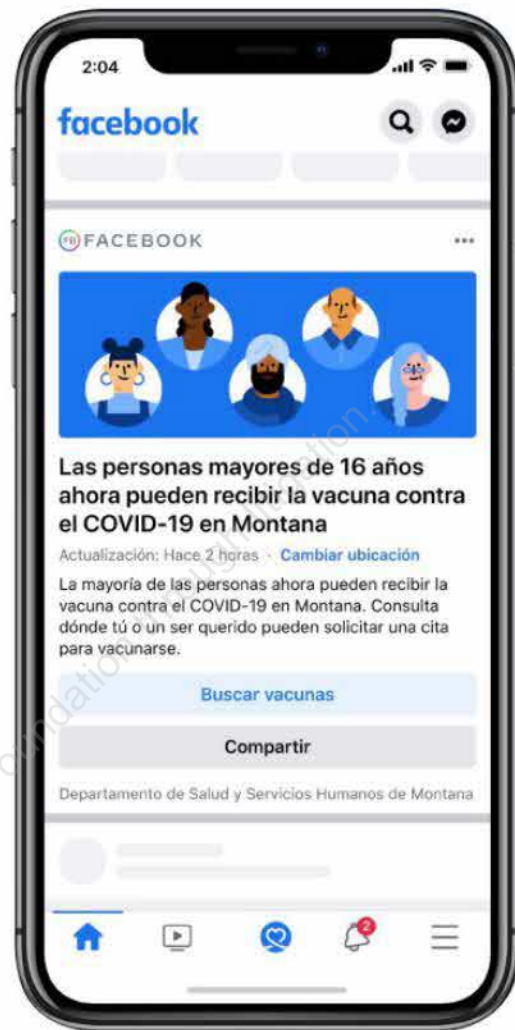 2:04
facebook
FB FACEBOOK
Las personas mayores de 16 años
ahora pueden recibir la vacuna contra
el COVID-19 en Montana
Actualización: Hace 2 horas · Cambiar ubicación
La mayoría de las personas ahora pueden recibir la
vacuna contra el COVID-19 en Montana. Consulta
dónde tú o un ser querido pueden solicitar una cita
para vacunarse.
Buscar vacunas
Compartir
Departamento de Salud y Servicios Humanos de Montana
2